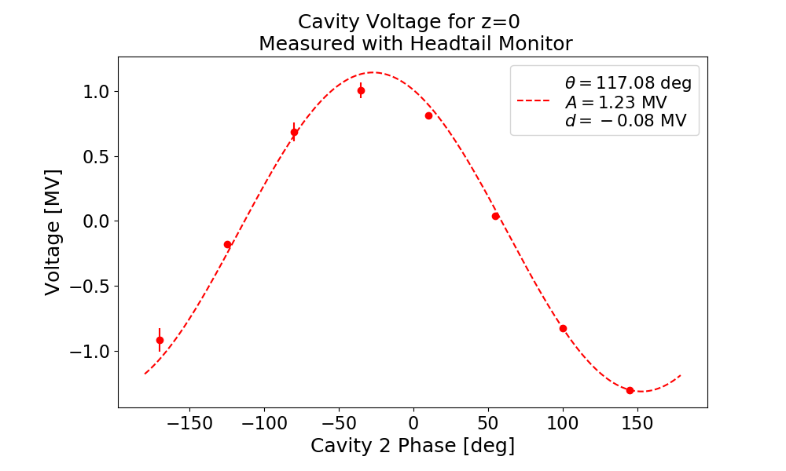 Cavity Voltage for z=0
Measured with Headtail Monitor
θ = 117.08 deg
A = 1.23 MV
d = −0.08 MV
Voltage [MV]
1.0
0.5
0.0
−0.5
−1.0
−150 −100 −50 0 50 100 150
Cavity 2 Phase [deg]